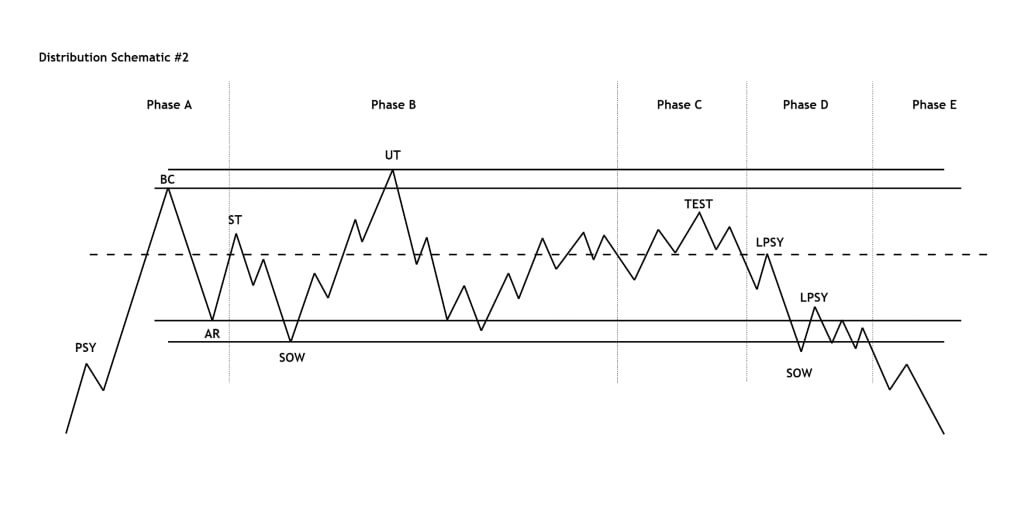 Distribution Schematic #2
Phase A
Phase B
Phase C
Phase D
Phase E
UT
BC
TEST
ST
LPSY
LPSY
AR
PSY
SOW
SOW